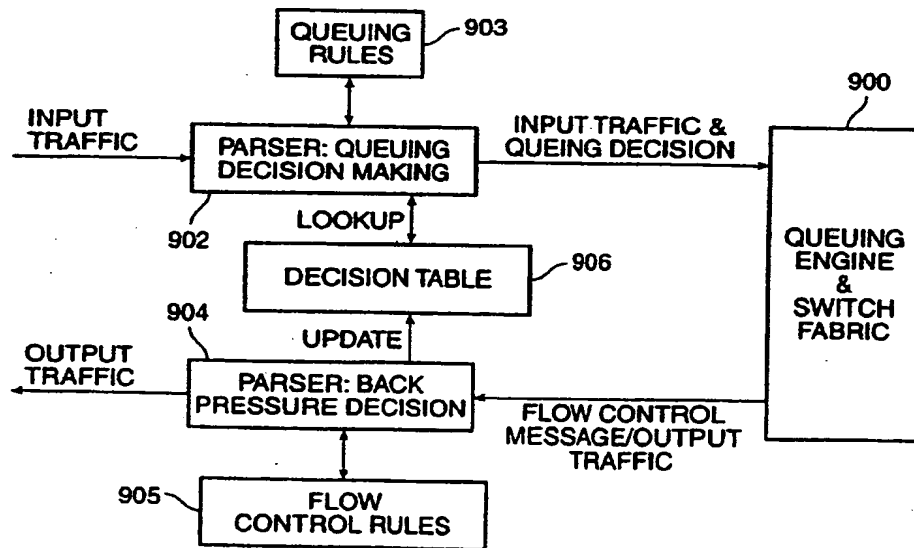 QUEUING
RULES
903
900
INPUT
TRAFFIC
PARSER: QUEUING
DECISION MAKING
INPUT TRAFFIC &
QUEING DECISION
902
LOOKUP
DECISION TABLE
906
QUEUING
ENGINE
&
SWITCH
FABRIC
904
UPDATE
OUTPUT
TRAFFIC
PARSER: BACK
PRESSURE DECISION
FLOW CONTROL
MESSAGE/OUTPUT
TRAFFIC
905
FLOW
CONTROL RULES